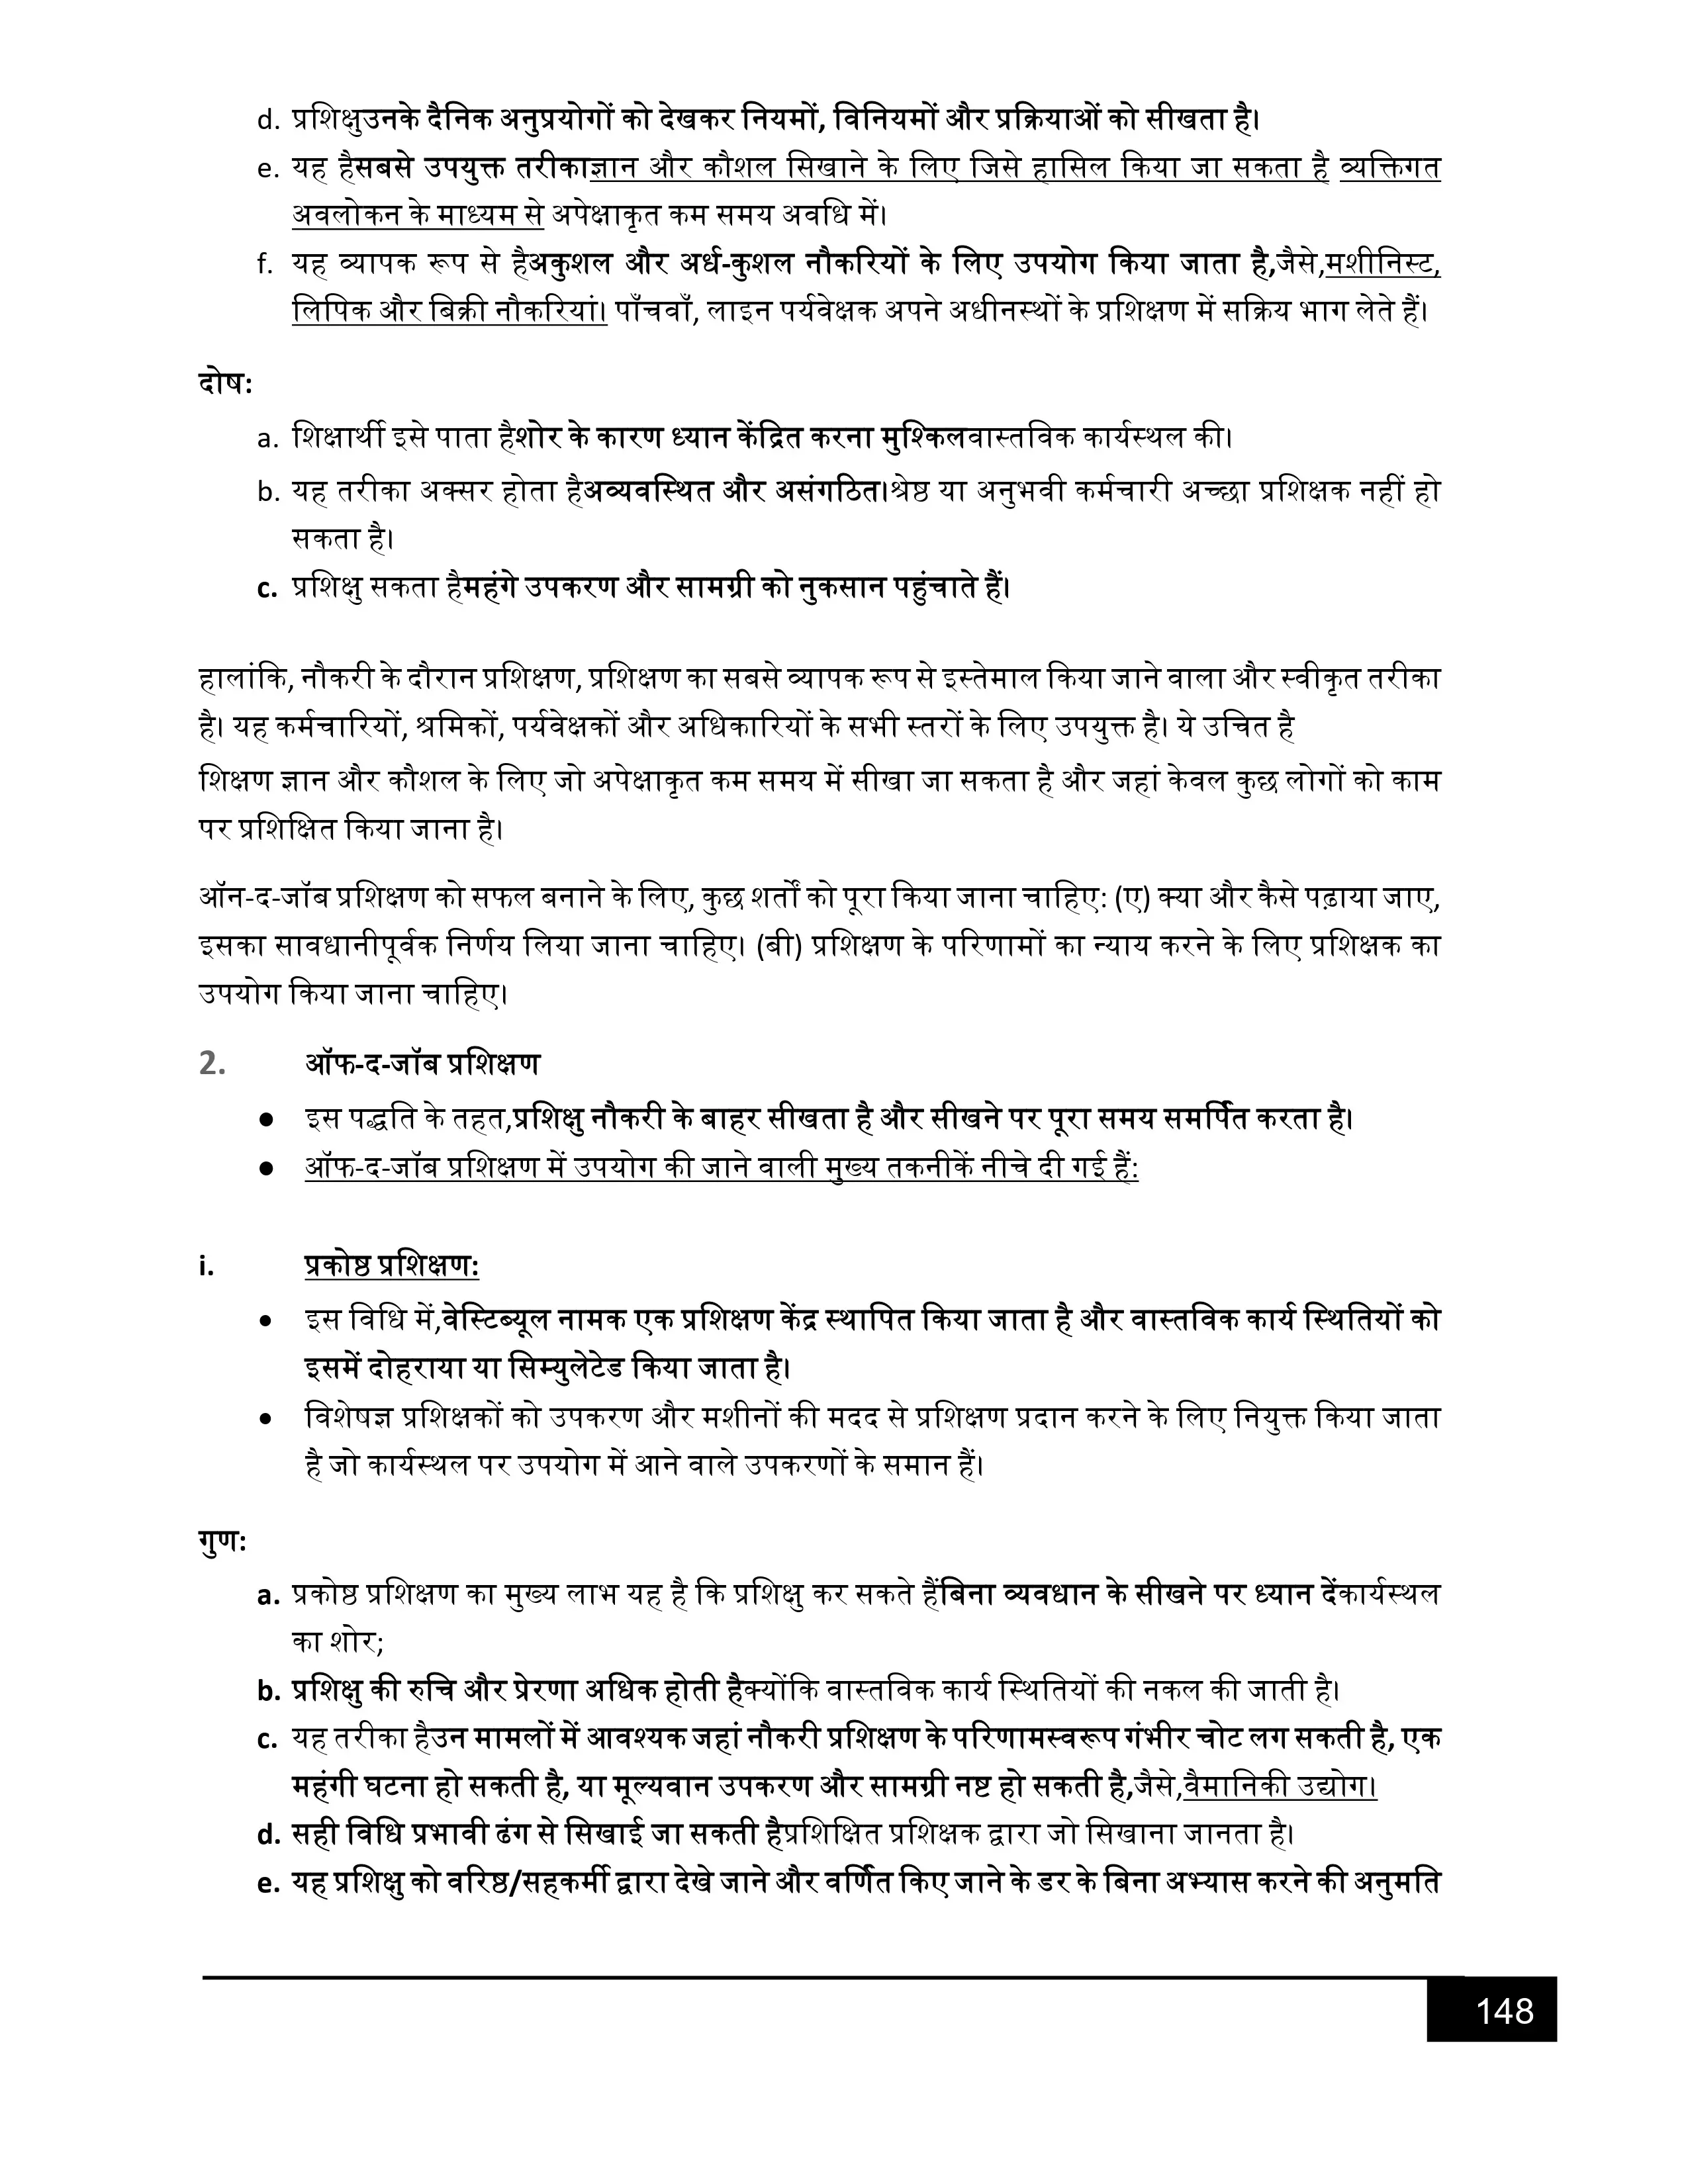 d. प्रशिक्षुउनके दैनिक अनुप्रयोगों को देखकर नियमों, विनियमों और प्रक्रियाओं को सीखता है।
e. यह हैसबसे उपयुक्त तरीकाज्ञान और कौशल सिखाने के लिए जिसे हासिल किया जा सकता है व्यक्तिगत
अवलोकन के माध्यम से अपेक्षाकृत कम समय अवधि में।
f. यह व्यापक रूप से हैअकुशल और अर्ध-कुशल नौकरियों के लिए उपयोग किया जाता है,जैसे,मशीनिस्ट,
लिपिक और बिक्री नौकरियां। पाँचवाँ, लाइन पर्यवेक्षक अपने अधीनस्थों के प्रशिक्षण में सक्रिय भाग लेते हैं।
दोष:
a. शिक्षार्थी इसे पाता हैशोर के कारण ध्यान केंद्रित करना मुश्किलवास्तविक कार्यस्थल की।
b. यह तरीका अक्सर होता हैअव्यवस्थित और असंगठित।श्रेष्ठ या अनुभवी कर्मचारी अच्छा प्रशिक्षक नहीं हो
सकता है।
c. प्रशिक्षु सकता हैमहंगे उपकरण और सामग्री को नुकसान पहुंचाते हैं।
हालांकि, नौकरी के दौरान प्रशिक्षण, प्रशिक्षण का सबसे व्यापक रूप से इस्तेमाल किया जाने वाला और स्वीकृत तरीका
है। यह कर्मचारियों, श्रमिकों, पर्यवेक्षकों और अधिकारियों के सभी स्तरों के लिए उपयुक्त है। ये उचित है
शिक्षण ज्ञान और कौशल के लिए जो अपेक्षाकृत कम समय में सीखा जा सकता है और जहां केवल कुछ लोगों को काम
पर प्रशिक्षित किया जाना है।
ऑन-द-जॉब प्रशिक्षण को सफल बनाने के लिए, कुछ शर्तों को पूरा किया जाना चाहिए: (ए) क्या और कैसे पढ़ाया जाए,
इसका सावधानीपूर्वक निर्णय लिया जाना चाहिए। (बी) प्रशिक्षण के परिणामों का न्याय करने के लिए प्रशिक्षक का
उपयोग किया जाना चाहिए।
2. ऑफ-द-जॉब प्रशिक्षण
● इस पद्धति के तहत,प्रशिक्षु नौकरी के बाहर सीखता है और सीखने पर पूरा समय समर्पित करता है।
● ऑफ-द-जॉब प्रशिक्षण में उपयोग की जाने वाली मुख्य तकनीकें नीचे दी गई हैं:
i. प्रकोष्ठ प्रशिक्षण:
• इस विधि में,वेस्टिब्यूल नामक एक प्रशिक्षण केंद्र स्थापित किया जाता है और वास्तविक कार्य स्थितियों को
इसमें दोहराया या सिम्युलेटेड किया जाता है।
• विशेषज्ञ प्रशिक्षकों को उपकरण और मशीनों की मदद से प्रशिक्षण प्रदान करने के लिए नियुक्त किया जाता
है जो कार्यस्थल पर उपयोग में आने वाले उपकरणों के समान हैं।
गुण:
a. प्रकोष्ठ प्रशिक्षण का मुख्य लाभ यह है कि प्रशिक्षु कर सकते हैंबिना व्यवधान के सीखने पर ध्यान देंकार्यस्थल
का शोर;
b. प्रशिक्षु की रुचि और प्रेरणा अधिक होती हैक्योंकि वास्तविक कार्य स्थितियों की नकल की जाती है।
c. यह तरीका हैउन मामलों में आवश्यक जहां नौकरी प्रशिक्षण के परिणामस्वरूप गंभीर चोट लग सकती है, एक
महंगी घटना हो सकती है, या मूल्यवान उपकरण और सामग्री नष्ट हो सकती है,जैसे,वैमानिकी उद्योग।
d. सही विधि प्रभावी ढंग से सिखाई जा सकती हैप्रशिक्षित प्रशिक्षक द्वारा जो सिखाना जानता है।
e. यह प्रशिक्षु को वरिष्ठ/सहकर्मी द्वारा देखे जाने और वर्णित किए जाने के डर के बिना अभ्यास करने की अनुमति
148